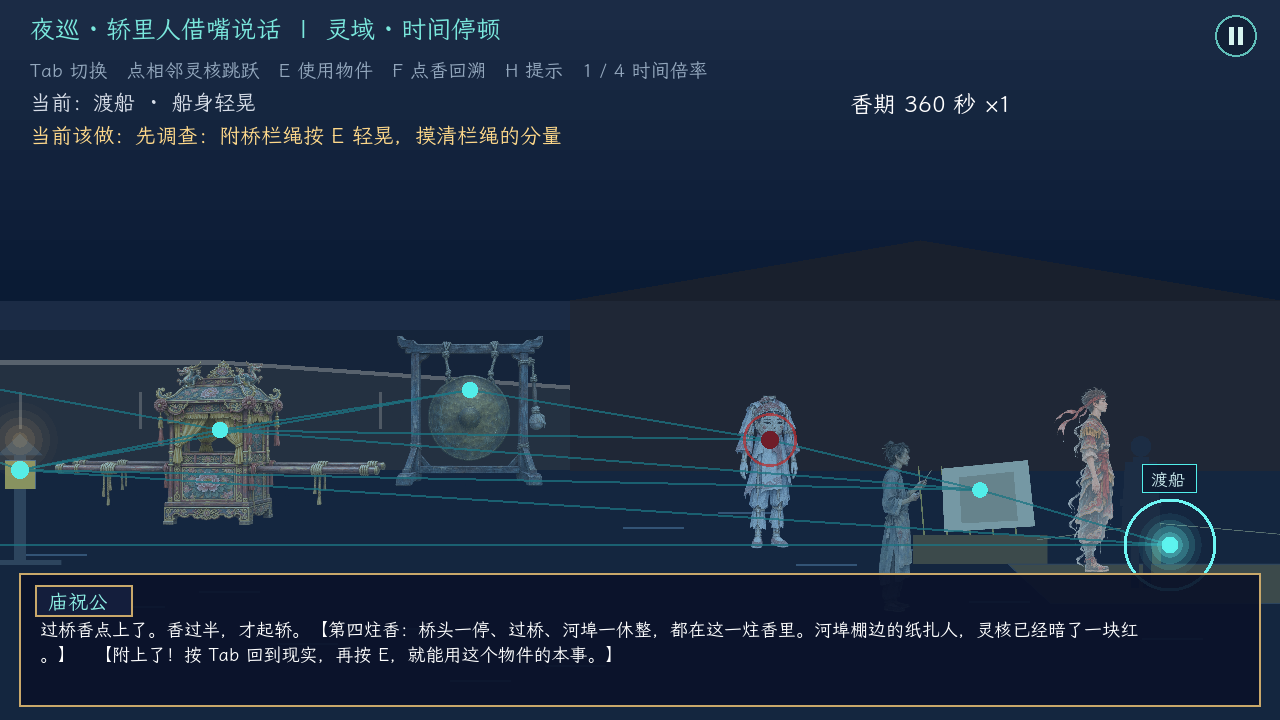 夜巡·轿里人借嘴说话 | 灵域·时间停顿
Tab 切换 点相邻灵核跳跃 E 使用物件 F 点香回溯 H 提示 1 / 4 时间倍率
当前: 渡船 · 船身轻晃
香期 360 秒 x1
当前该做: 先调查: 附桥栏绳按 E 轻晃, 摸清栏绳的分量
渡船
庙祝公
过桥香点上了。香过半, 才起轿。【第四炷香: 桥头一停、过桥、河埠一休整, 都在这一炷香里。河埠棚边的纸扎人, 灵核已经暗了一块红
。】 【附上了! 按 Tab 回到现实, 再按 E, 就能用这个物件的本事。】